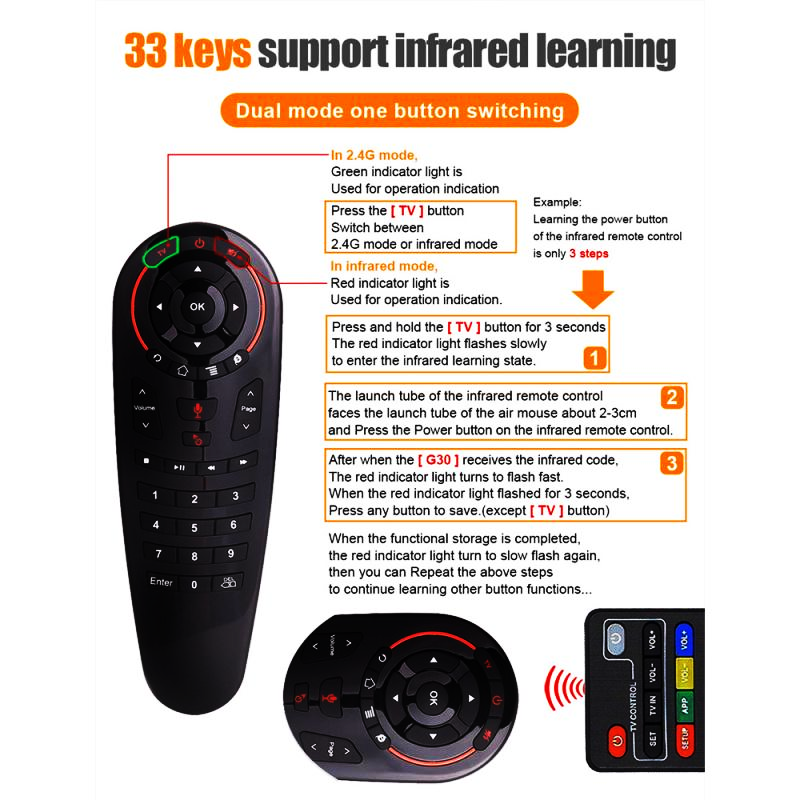 33 keys support infrared learning
Dual mode one button switching
In 2.4G mode,
Green indicator light is
Used for operation indication
Press the [ TV ] button
Switch between
2.4G mode or infrared mode
In infrared mode,
Red indicator light is
Used for operation indication.
Example:
Learning the power button
of the infrared remote control
is only 3 steps
Press and hold the [ TV ] button for 3 seconds
The red indicator light flashes slowly
to enter the infrared learning state.
1
The launch tube of the infrared remote control
faces the launch tube of the air mouse about 2-3cm
and Press the Power button on the infrared remote control.
2
After when the [ G30 ] receives the infrared code,
The red indicator light turns to flash fast.
When the red indicator light flashed for 3 seconds,
Press any button to save.(except [ TV ] button)
3
When the functional storage is completed,
the red indicator light turn to slow flash again,
then you can Repeat the above steps
to continue learning other button functions...
TV
OK
Volume
Page
1 2 3
4 5 6
7 8 9
Enter 0 DEL
Volume
Page
OK
TV
TV CONTROL
VOL+
VOL-
TV IN
SET
VOL+
VOL-
APP
SETUP